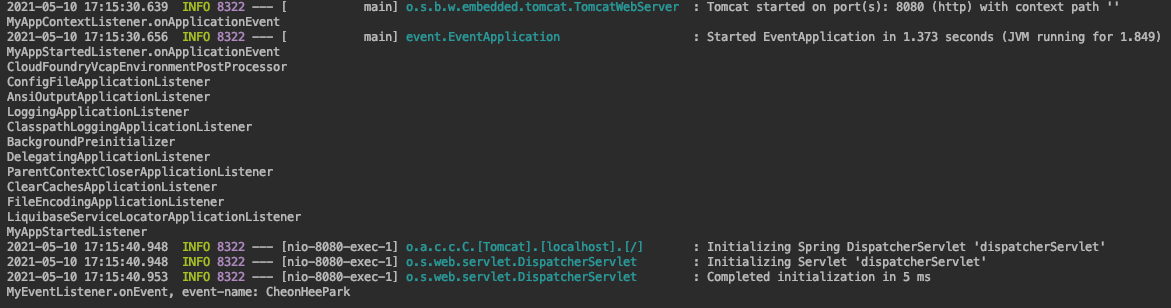 2021-05-10 17:15:30.639  INFO 8322 --- [           main] o.s.b.w.embedded.tomcat.TomcatWebServer  : Tomcat started on port(s): 8080 (http) with context path ''
MyAppContextListener.onApplicationEvent
2021-05-10 17:15:30.656  INFO 8322 --- [           main] event.EventApplication                   : Started EventApplication in 1.373 seconds (JVM running for 1.849)
MyAppStartedListener.onApplicationEvent
CloudFoundryVcapEnvironmentPostProcessor
ConfigFileApplicationListener
AnsiOutputApplicationListener
LoggingApplicationListener
ClasspathLoggingApplicationListener
BackgroundPreinitializer
DelegatingApplicationListener
ParentContextCloserApplicationListener
ClearCachesApplicationListener
FileEncodingApplicationListener
LiquibaseServiceLocatorApplicationListener
MyAppStartedListener
2021-05-10 17:15:40.948  INFO 8322 --- [nio-8080-exec-1] o.a.c.c.C.[Tomcat].[localhost].[/]       : Initializing Spring DispatcherServlet 'dispatcherServlet'
2021-05-10 17:15:40.948  INFO 8322 --- [nio-8080-exec-1] o.s.web.servlet.DispatcherServlet        : Initializing Servlet 'dispatcherServlet'
2021-05-10 17:15:40.953  INFO 8322 --- [nio-8080-exec-1] o.s.web.servlet.DispatcherServlet        : Completed initialization in 5 ms
MyEventListener.onEvent, event-name: CheonHeePark